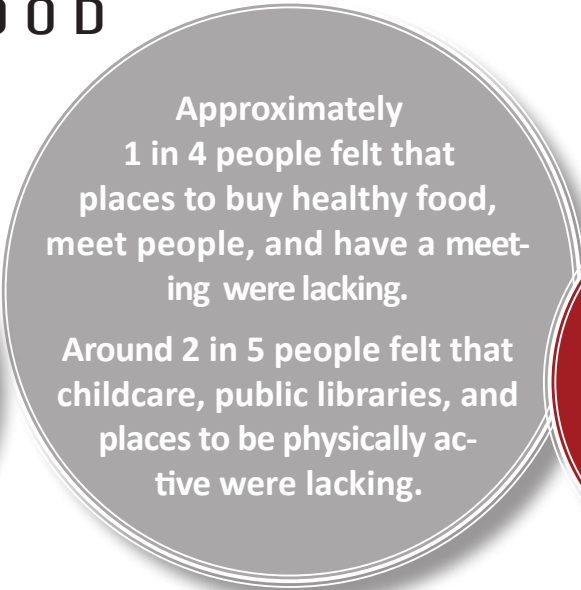 OOD
Approximately
1 in 4 people felt that
places to buy healthy food,
meet people, and have a meet-
ing were lacking.
Around 2 in 5 people felt that
childcare, public libraries, and
places to be physically ac-
tive were lacking.